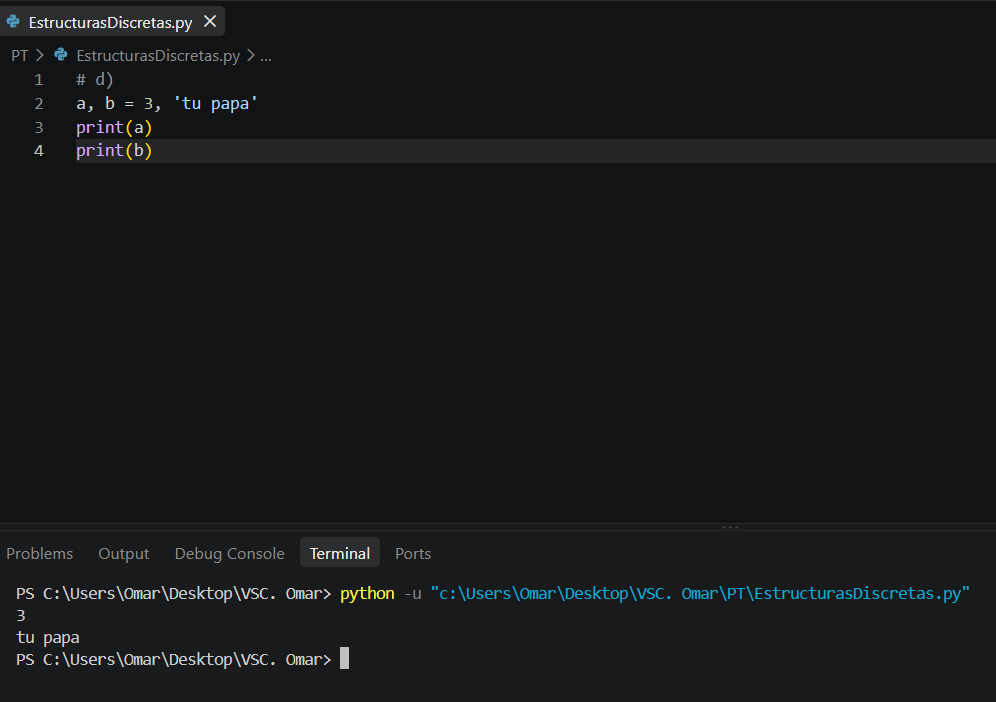 EstructurasDiscretas.py
PT > EstructurasDiscretas.py > ...
1 # d)
2 a, b = 3, 'tu papa'
3 print(a)
4 print(b)
Problems Output Debug Console Terminal Ports
PS C:\Users\Omar\Desktop\VSC. Omar> python -u "c:\Users\Omar\Desktop\VSC. Omar\PT\EstructurasDiscretas.py"
3
tu papa
PS C:\Users\Omar\Desktop\VSC. Omar>